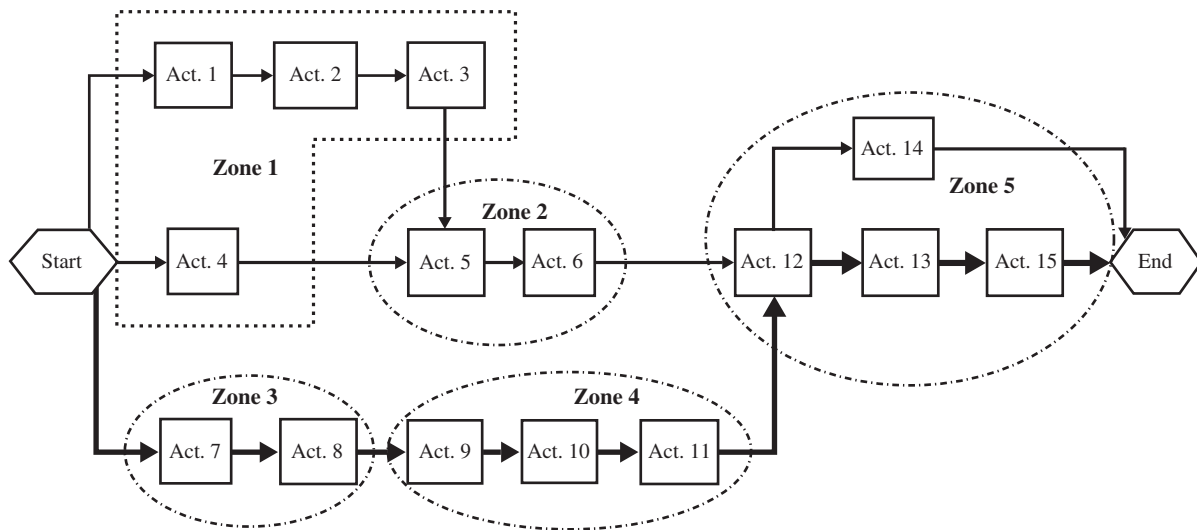 Act. 1
Act. 2
Act. 3
Act. 14
Zone 1
Zone 5
Zone 2
Start
Act. 4
Act. 5
Act. 6
Act. 12
Act. 13
Act. 15
End
Zone 3
Zone 4
Act. 7
Act. 8
Act. 9
Act. 10
Act. 11